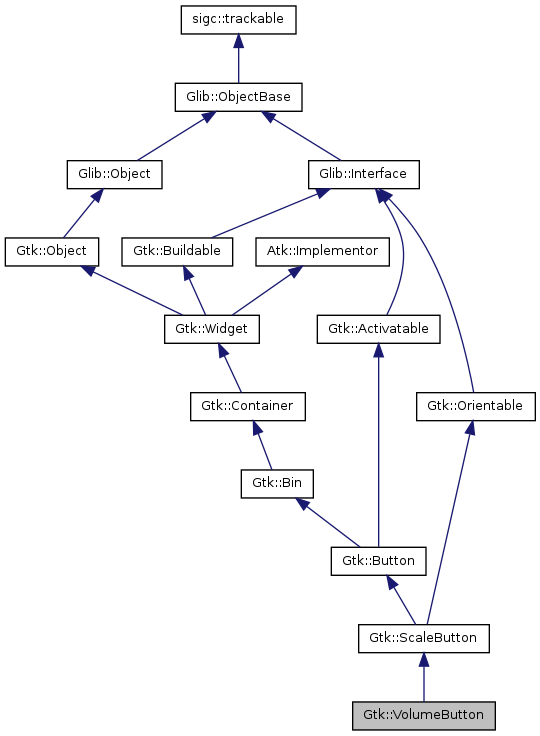 sigc::trackable
Glib::ObjectBase
Glib::Object
Glib::Interface
Gtk::Object
Gtk::Buildable
Atk::Implementor
Gtk::Widget
Gtk::Activatable
Gtk::Container
Gtk::Orientable
Gtk::Bin
Gtk::Button
Gtk::ScaleButton
Gtk::VolumeButton